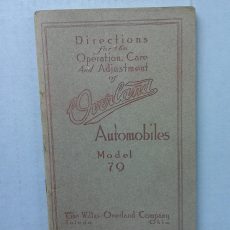 Directions
for the
Operation, Care
And Adjustment
of
Overland
Automobiles
Model
79
The Willys-Overland Company
Toledo Ohio